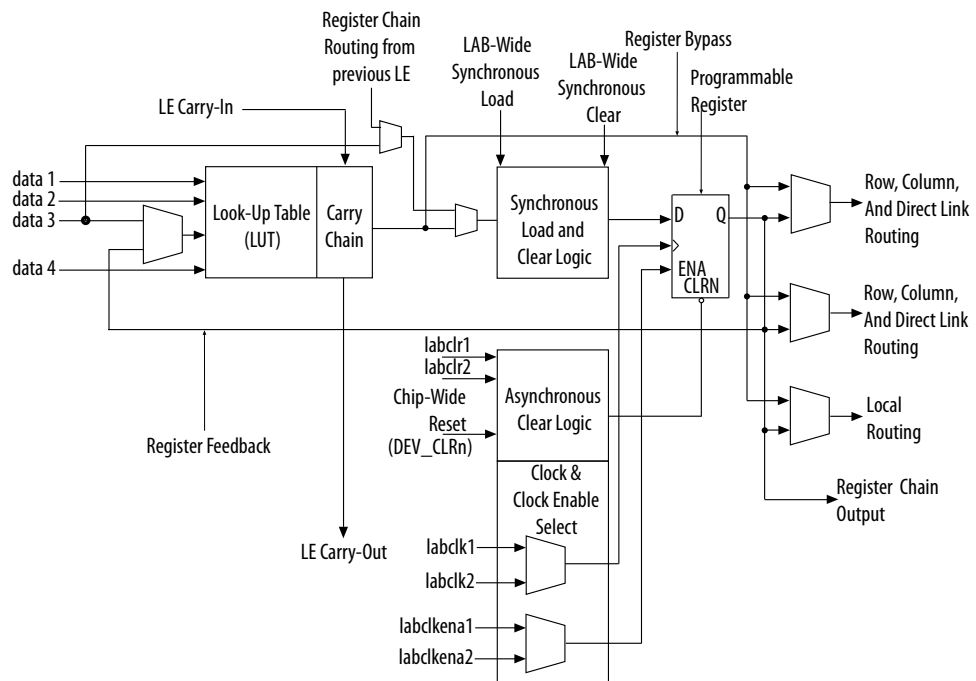 Register Chain
Routing from
previous LE
LAB-Wide
Synchronous
Load
LAB-Wide
Synchronous
Clear
Register Bypass
Programmable
Register
LE Carry-In
data 1
data 2
data 3
data 4
Look-Up Table
(LUT)
Carry
Chain
Synchronous
Load and
Clear Logic
D
Q
ENA
CLRN
Row, Column,
And Direct Link
Routing
Row, Column,
And Direct Link
Routing
Local
Routing
Register Chain
Output
labclr1
labclr2
Chip-Wide
Reset
(DEV_CLRn)
Asynchronous
Clear Logic
Register Feedback
Clock &
Clock Enable
Select
LE Carry-Out
labclk1
labclk2
labclkena1
labclkena2